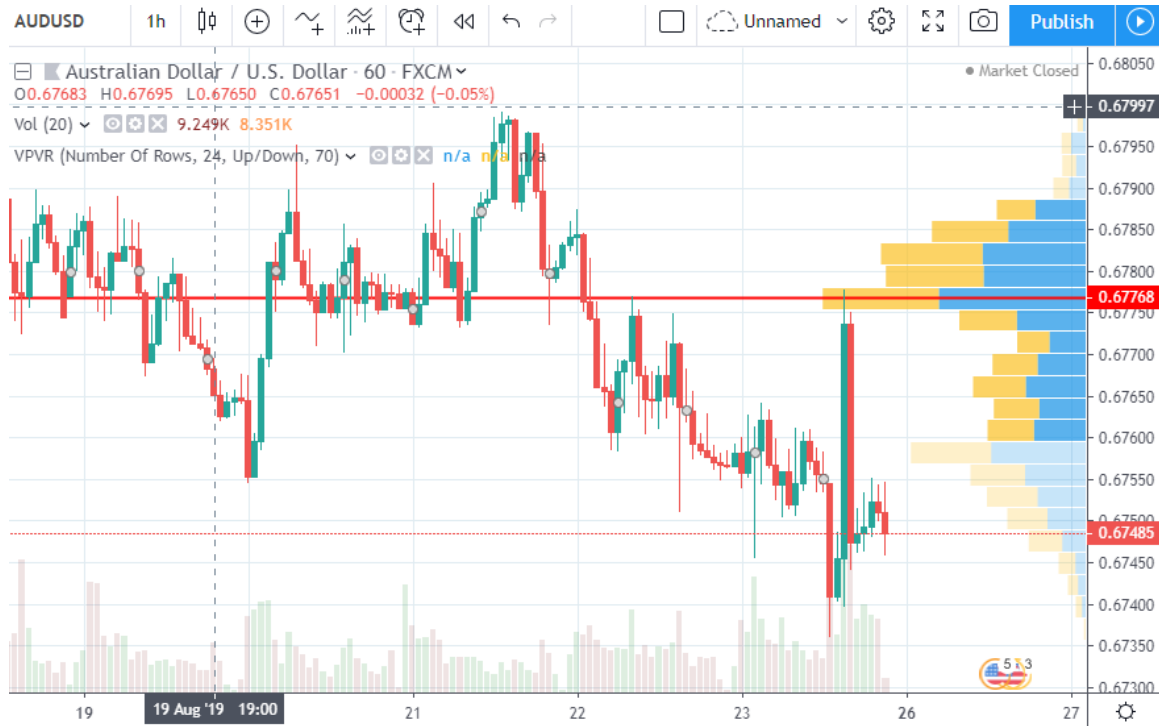 AUDUSD 1h Unnamed Publish
Australian Dollar / U.S. Dollar · 60 · FXCM
Market Closed
O0.67683 H0.67695 L0.67650 C0.67651 −0.00032 (−0.05%)
Vol (20) 9.249K 8.351K
VPVR (Number Of Rows, 24, Up/Down, 70) n/a n/a n/a
0.68050
0.67997
0.67950
0.67900
0.67850
0.67800
0.67768
0.67750
0.67700
0.67650
0.67600
0.67550
0.67500
0.67485
0.67450
0.67400
0.67350
0.67300
5 3
19 19 Aug '19 19:00 21 22 23 26 27